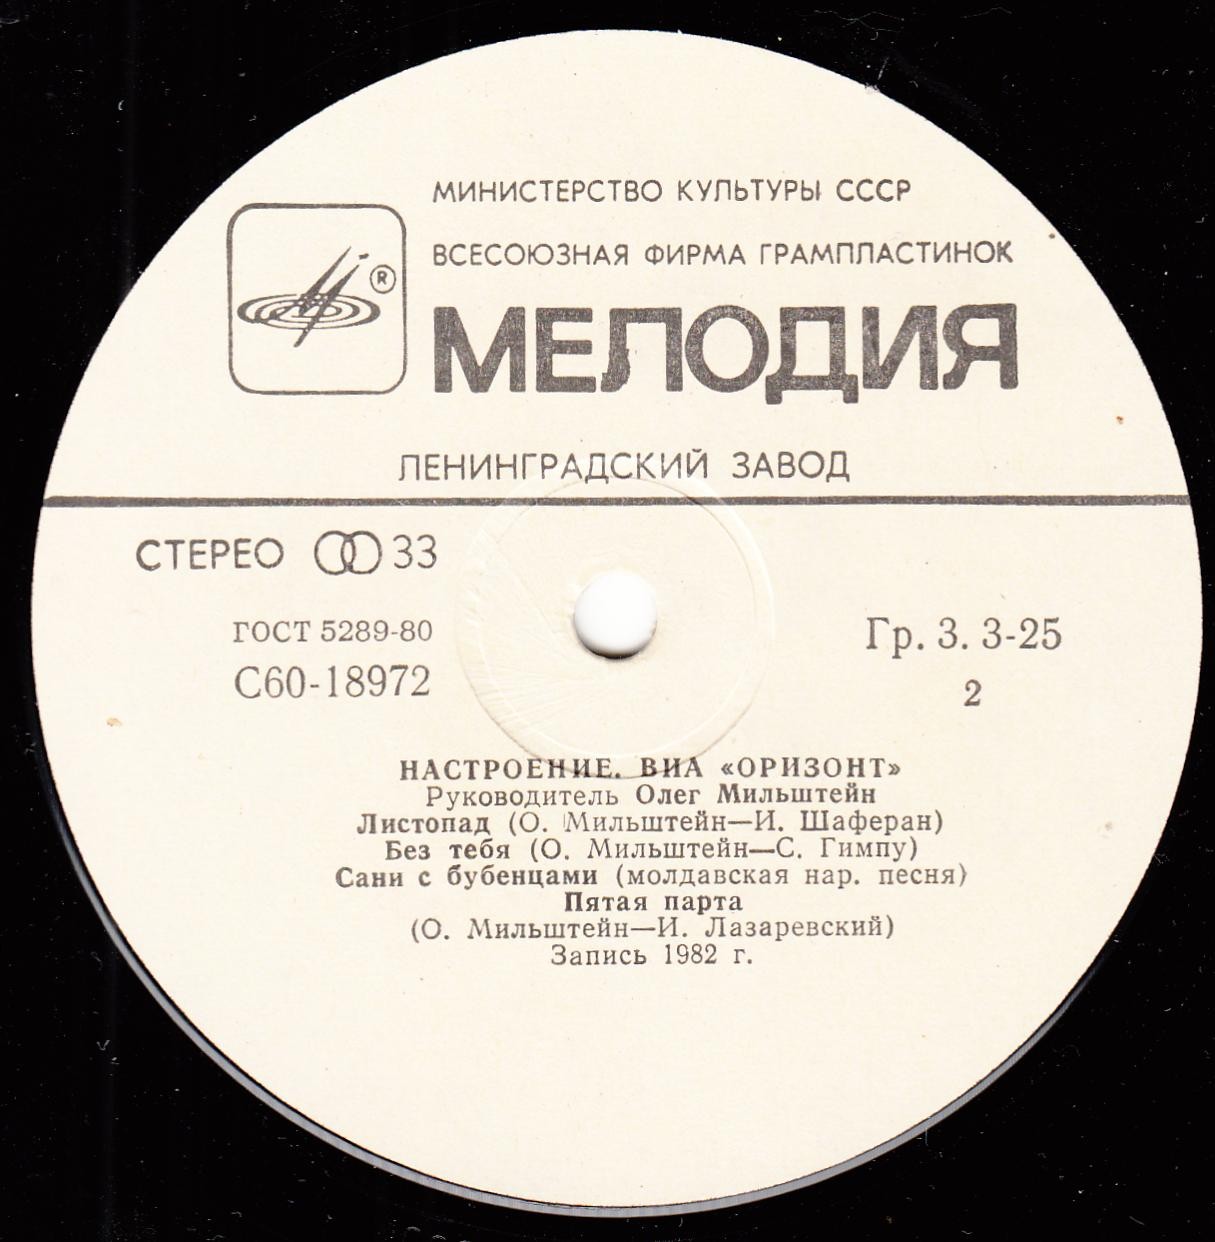 МИНИСТЕРСТВО КУЛЬТУРЫ СССР
ВСЕСОЮЗНАЯ ФИРМА ГРАМПЛАСТИНОК
®
МЕЛОДИЯ
ЛЕНИНГРАДСКИЙ ЗАВОД
СТЕРЕО 33
ГОСТ 5289-80
С60-18972
Гр. 3. 3-25
2
НАСТРОЕНИЕ. ВИА «ОРИЗОНТ»
Руководитель Олег Мильштейн
Листопад (О. Мильштейн—И. Шаферан)
Без тебя (О. Мильштейн—С. Гимпу)
Сани с бубенцами (молдавская нар. песня)
Пятая парта
(О. Мильштейн—И. Лазаревский)
Запись 1982 г.